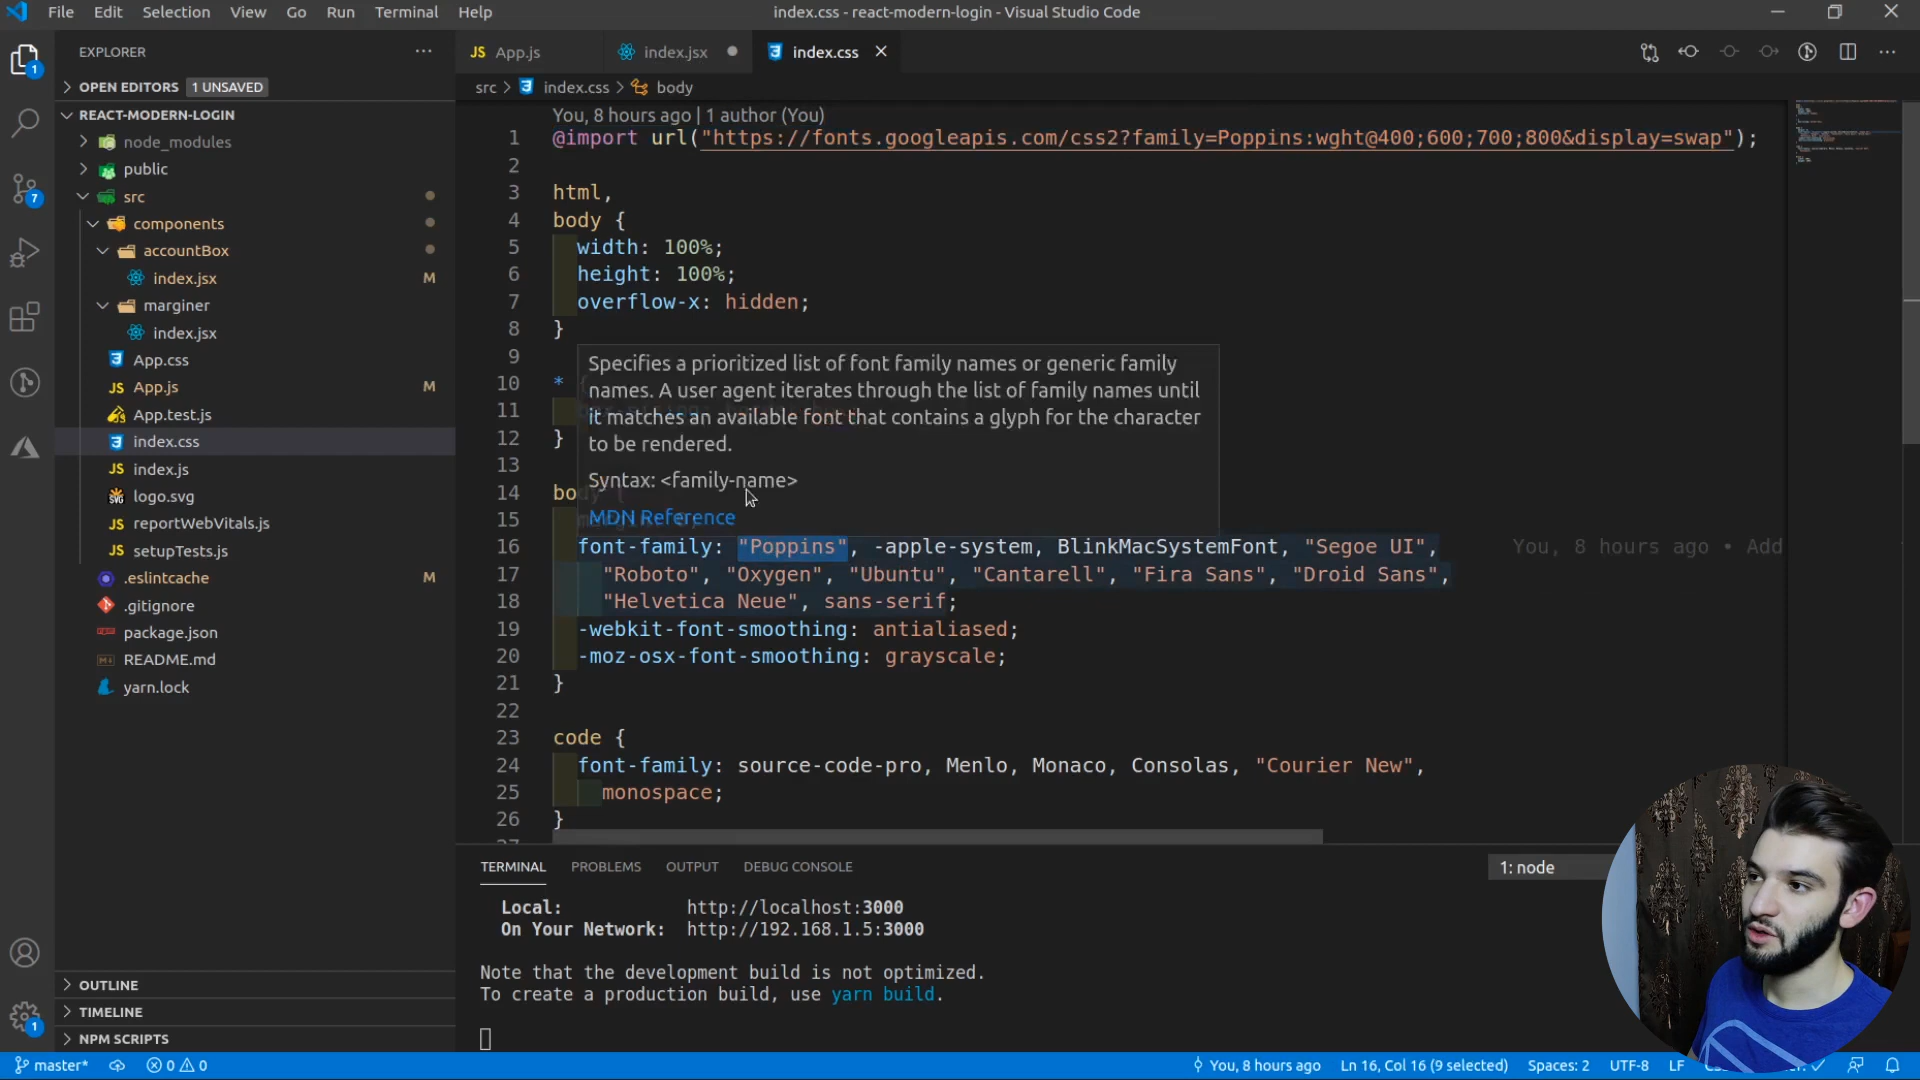 File Edit Selection View Go Run Terminal Help
index.css - react-modern-login - Visual Studio Code
EXPLORER
OPEN EDITORS 1 UNSAVED
REACT-MODERN-LOGIN
node_modules
public
src
components
accountBox
index.jsx M
marginer
index.jsx
App.css
App.js M
App.test.js
index.css
index.js
logo.svg
reportWebVitals.js
setupTests.js
.eslintcache M
.gitignore
package.json
README.md
yarn.lock
OUTLINE
TIMELINE
NPM SCRIPTS
1
7
1
JS App.js
index.jsx
index.css
src > index.css > body
You, 8 hours ago | 1 author (You)
1 @import url("https://fonts.googleapis.com/css2?family=Poppins:wght@400;600;700;800&display=swap");
2
3 html,
4 body {
5 width: 100%;
6 height: 100%;
7 overflow-x: hidden;
8 }
9
10 * {
11
12 }
13
14 body {
15
16 font-family: "Poppins", -apple-system, BlinkMacSystemFont, "Segoe UI", You, 8 hours ago • Add
17 "Roboto", "Oxygen", "Ubuntu", "Cantarell", "Fira Sans", "Droid Sans",
18 "Helvetica Neue", sans-serif;
19 -webkit-font-smoothing: antialiased;
20 -moz-osx-font-smoothing: grayscale;
21 }
22
23 code {
24 font-family: source-code-pro, Menlo, Monaco, Consolas, "Courier New",
25 monospace;
26 }
Specifies a prioritized list of font family names or generic family
names. A user agent iterates through the list of family names until
it matches an available font that contains a glyph for the character
to be rendered.
Syntax: <family-name>
MDN Reference
TERMINAL PROBLEMS OUTPUT DEBUG CONSOLE
1: node
Local: http://localhost:3000
On Your Network: http://192.168.1.5:3000
Note that the development build is not optimized.
To create a production build, use yarn build.
master* 0 0
You, 8 hours ago Ln 16, Col 16 (9 selected) Spaces: 2 UTF-8 LF